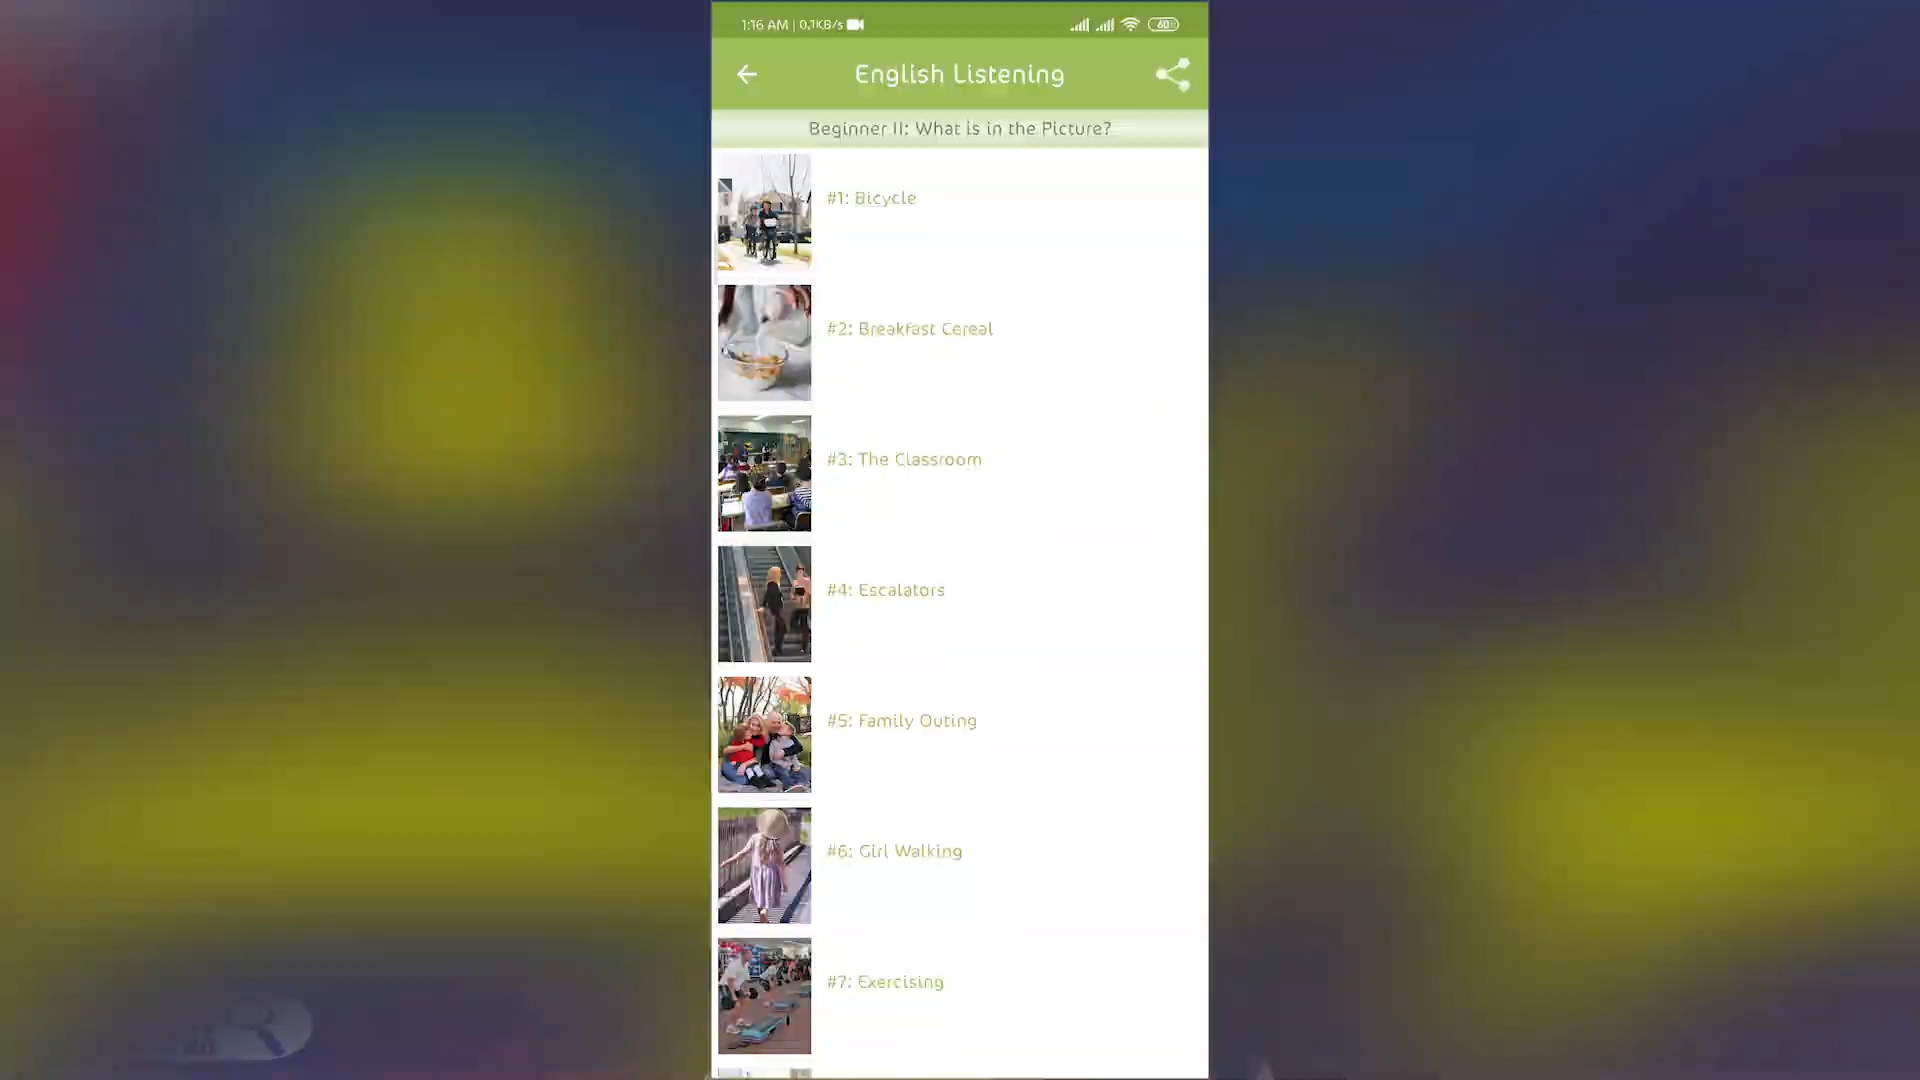 1:16 AM | 0,1KB/s
60
English Listening
Beginner II: What is in the Picture?
#1: Bicycle
#2: Breakfast Cereal
#3: The Classroom
#4: Escalators
#5: Family Outing
#6: Girl Walking
#7: Exercising